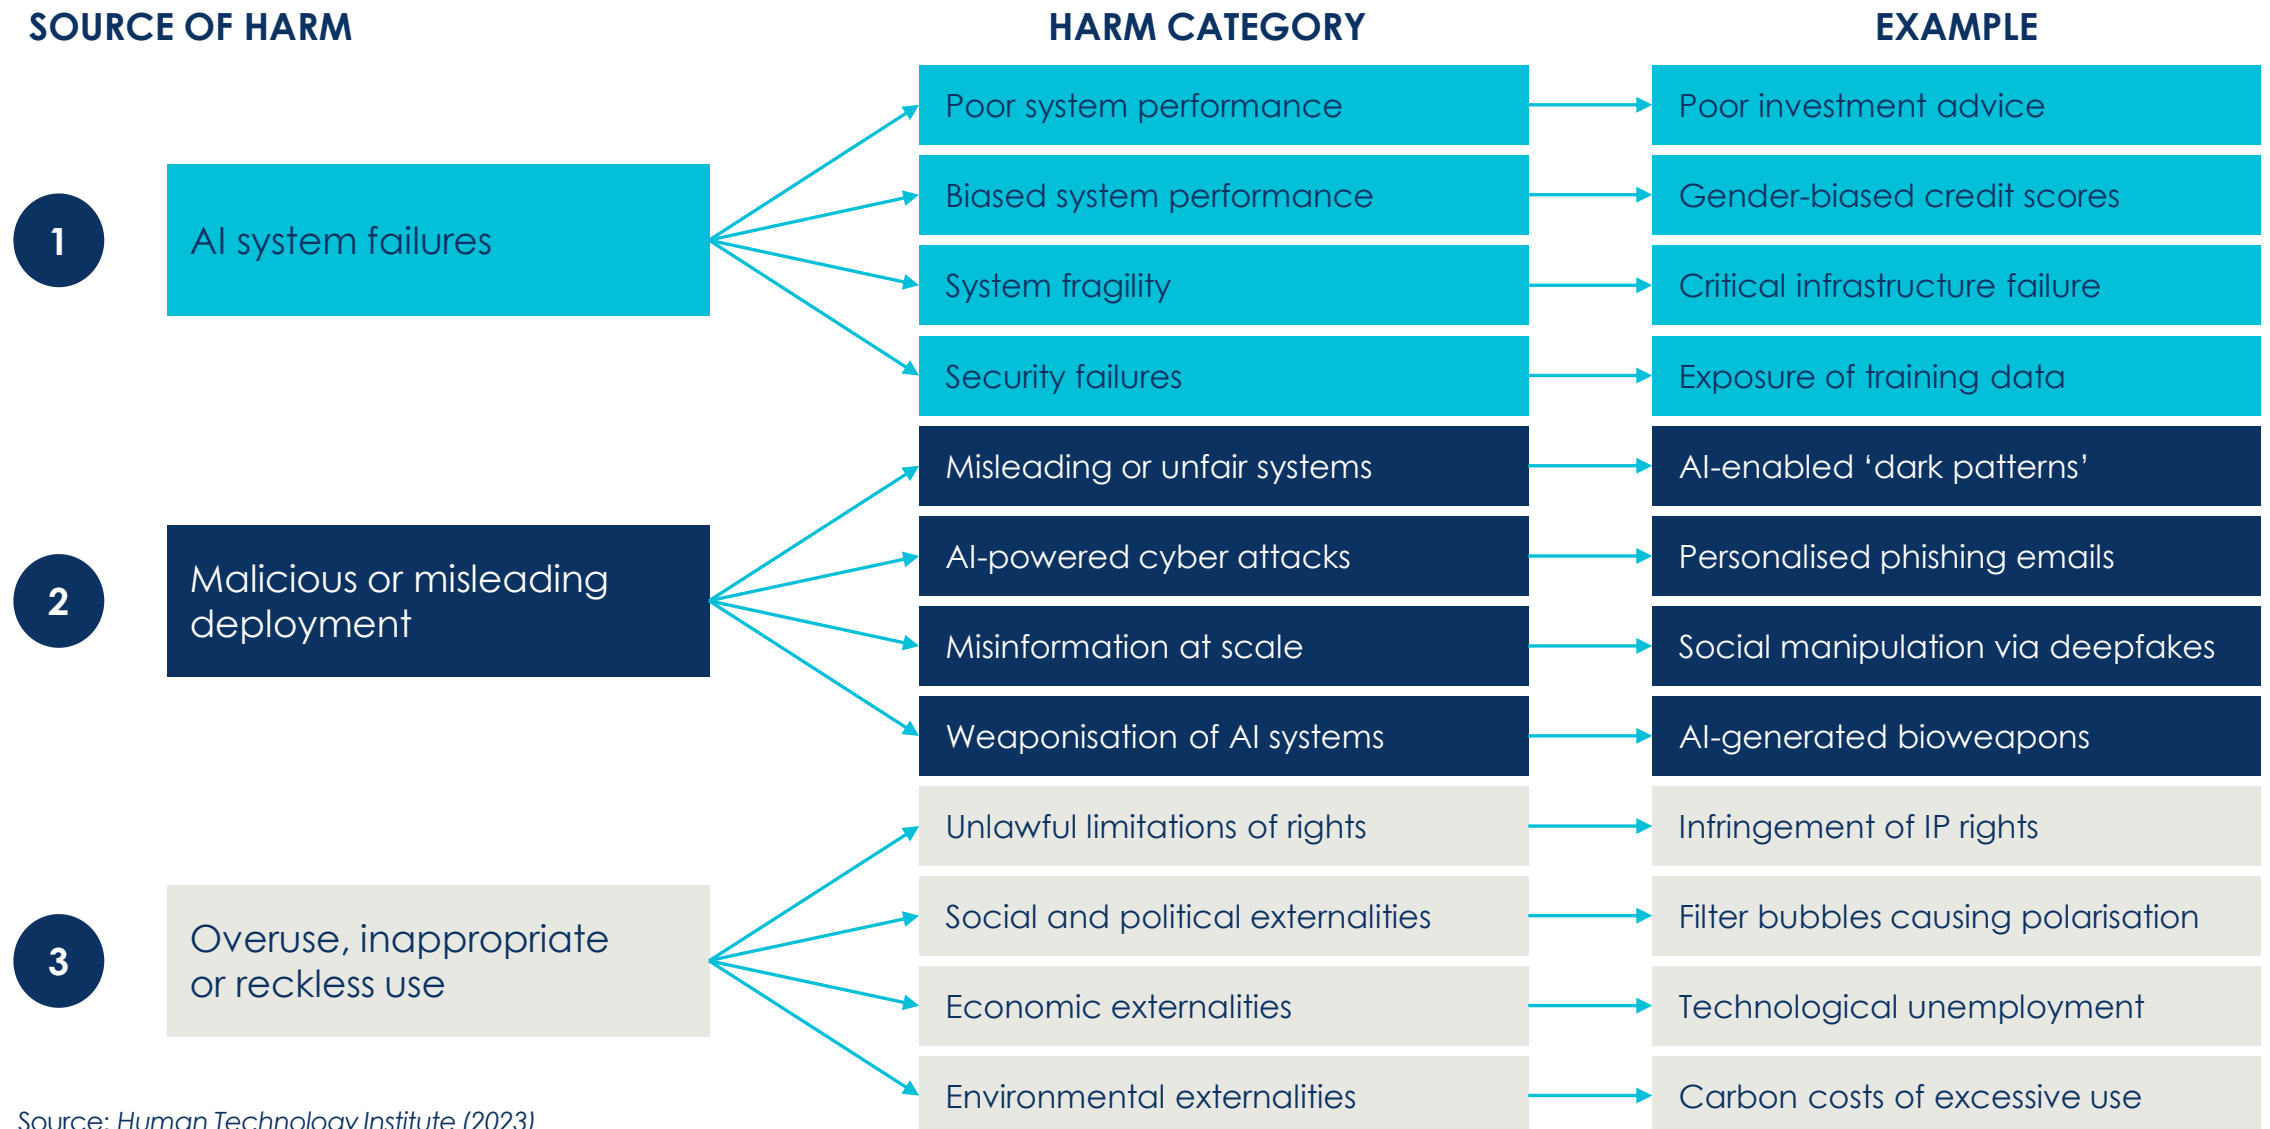 SOURCE OF HARM
HARM CATEGORY
EXAMPLE
1
AI system failures
Poor system performance
Poor investment advice
Biased system performance
Gender-biased credit scores
System fragility
Critical infrastructure failure
Security failures
Exposure of training data
2
Malicious or misleading
deployment
Misleading or unfair systems
AI-enabled ‘dark patterns’
AI-powered cyber attacks
Personalised phishing emails
Misinformation at scale
Social manipulation via deepfakes
Weaponisation of AI systems
AI-generated bioweapons
3
Overuse, inappropriate
or reckless use
Unlawful limitations of rights
Infringement of IP rights
Social and political externalities
Filter bubbles causing polarisation
Economic externalities
Technological unemployment
Environmental externalities
Carbon costs of excessive use
Source: Human Technology Institute (2023)